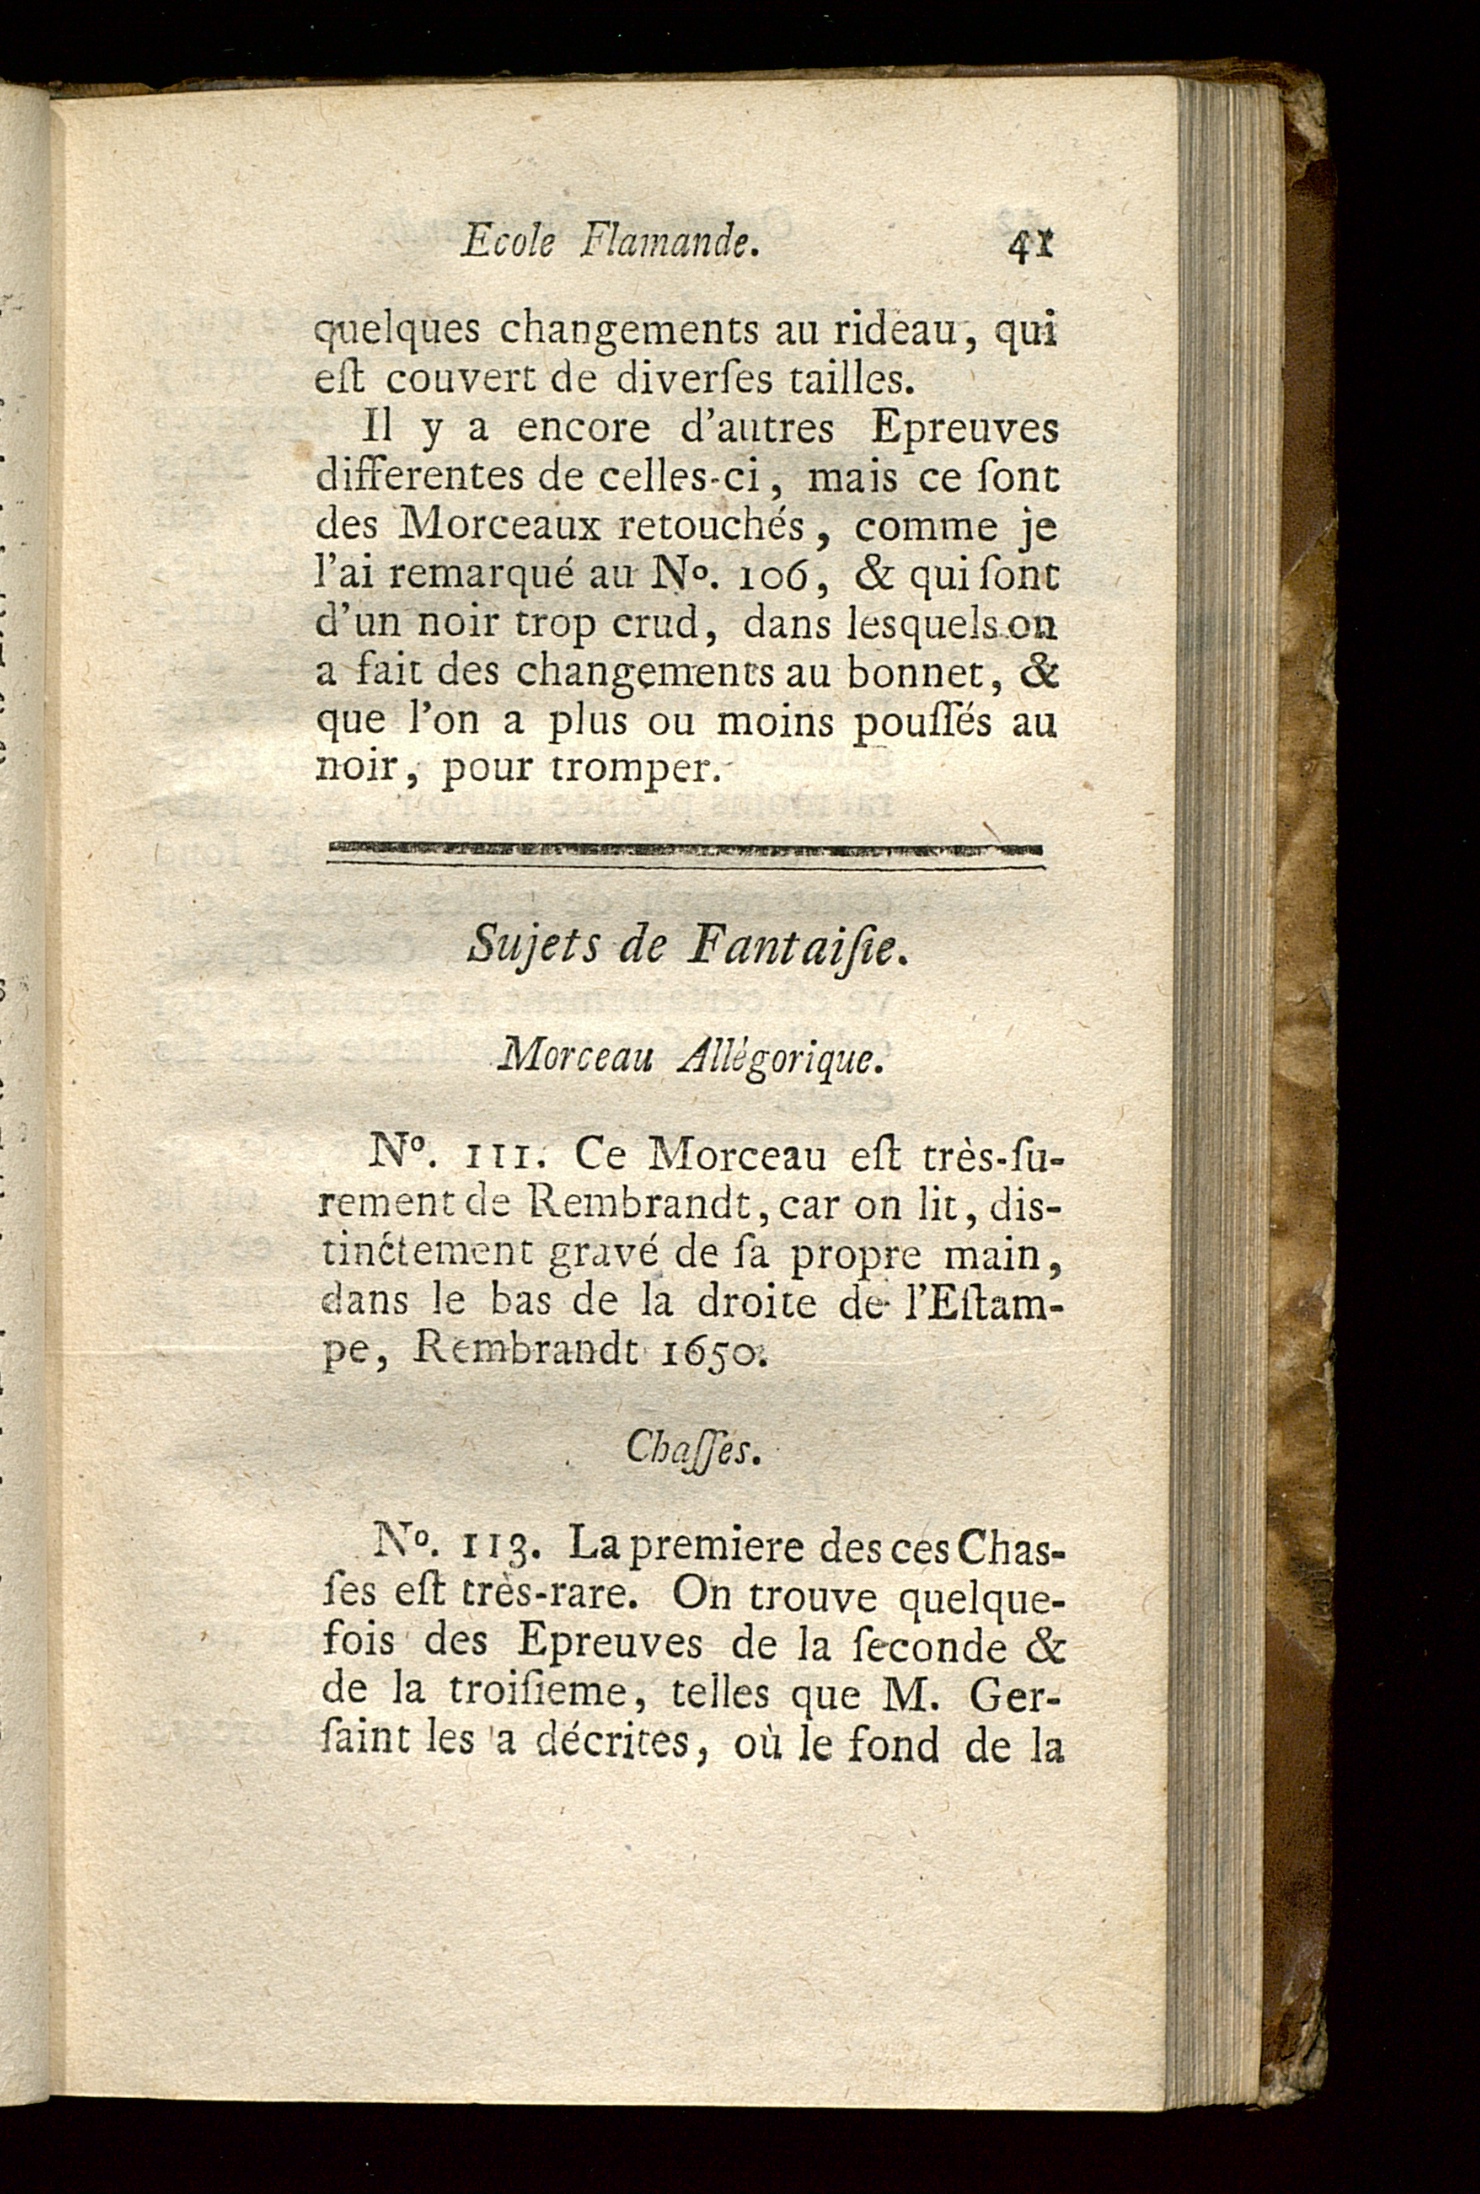 Ecole Flamande. 41
quelques changements au rideau, qui
eſt couvert de diverſes tailles.
Il y a encore d'autres Epreuves
differentes de celles-ci, mais ce ſont
des Morceaux retouchés, comme je
l'ai remarqué au Nº. 106, & qui ſont
d'un noir trop crud, dans lesquels on
a fait des changements au bonnet, &
que l'on a plus ou moins pouſſés au
noir, pour tromper.
Sujets de Fantaiſie.
Morceau Allégorique.
Nº. 111. Ce Morceau eſt très-ſu-
rement de Rembrandt, car on lit, dis-
tinctement gravé de ſa propre main,
dans le bas de la droite de l'Eſtam-
pe, Rembrandt 1650.
Chaſſes.
Nº. 113. La premiere des ces Chas-
ſes eſt très-rare. On trouve quelque-
fois des Epreuves de la ſeconde &
de la troiſieme, telles que M. Ger-
ſaint les a décrites, où le fond de la